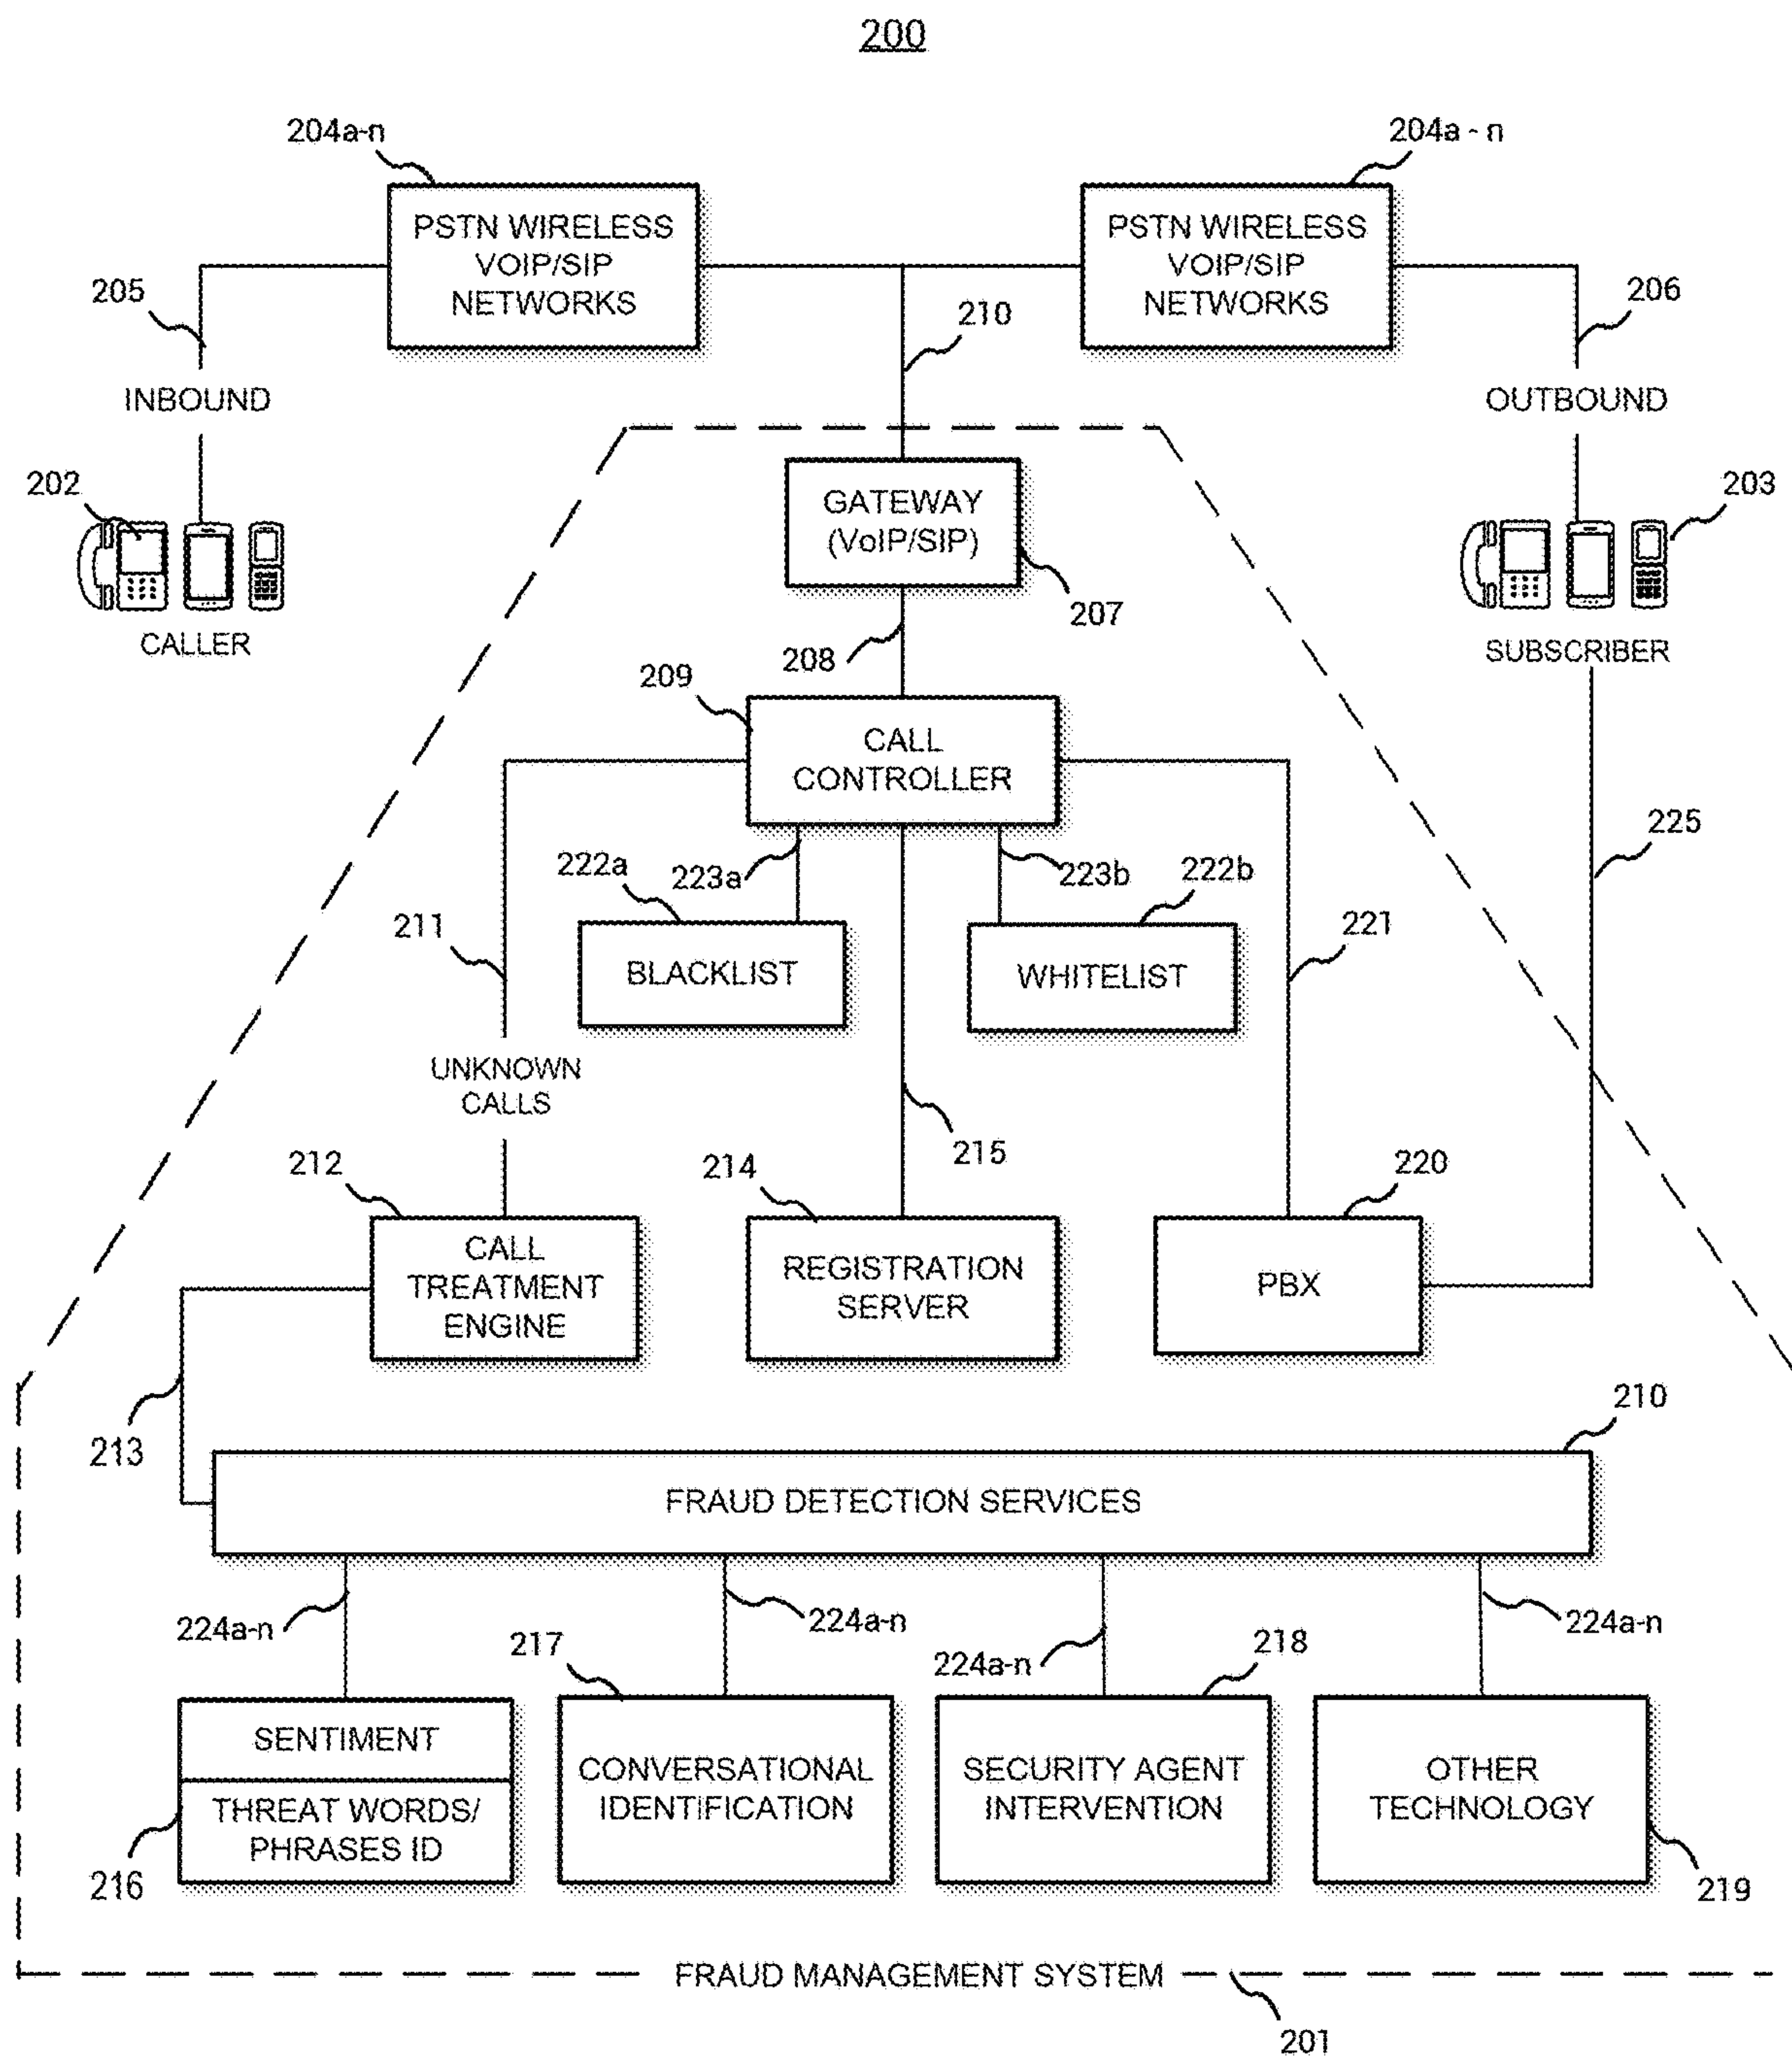 200
204a-n
204a - n
PSTN WIRELESS
VOIP/SIP
NETWORKS
PSTN WIRELESS
VOIP/SIP
NETWORKS
205
210
206
INBOUND
OUTBOUND
202
GATEWAY
(VoIP/SIP)
203
207
CALLER
208
SUBSCRIBER
209
CALL
CONTROLLER
225
222a
223a
223b
222b
211
221
BLACKLIST
WHITELIST
UNKNOWN
CALLS
212
214
215
220
CALL
TREATMENT
ENGINE
REGISTRATION
SERVER
PBX
210
213
FRAUD DETECTION SERVICES
224a-n
217
224a-n
224a-n
218
224a-n
SENTIMENT
THREAT WORDS/
PHRASES ID
CONVERSATIONAL
IDENTIFICATION
SECURITY AGENT
INTERVENTION
OTHER
TECHNOLOGY
216
219
FRAUD MANAGEMENT SYSTEM
201